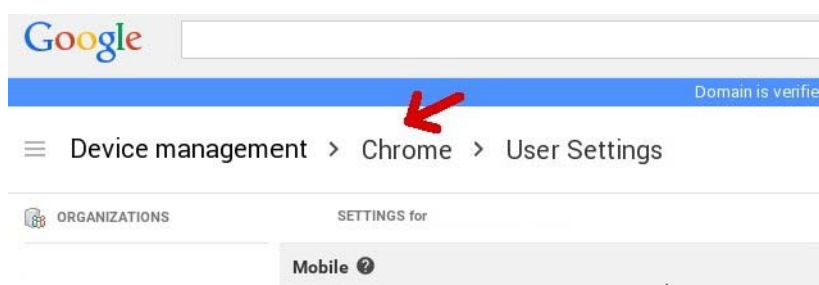 Google
Domain is verifie
Device management > Chrome > User Settings
ORGANIZATIONS SETTINGS for
Mobile